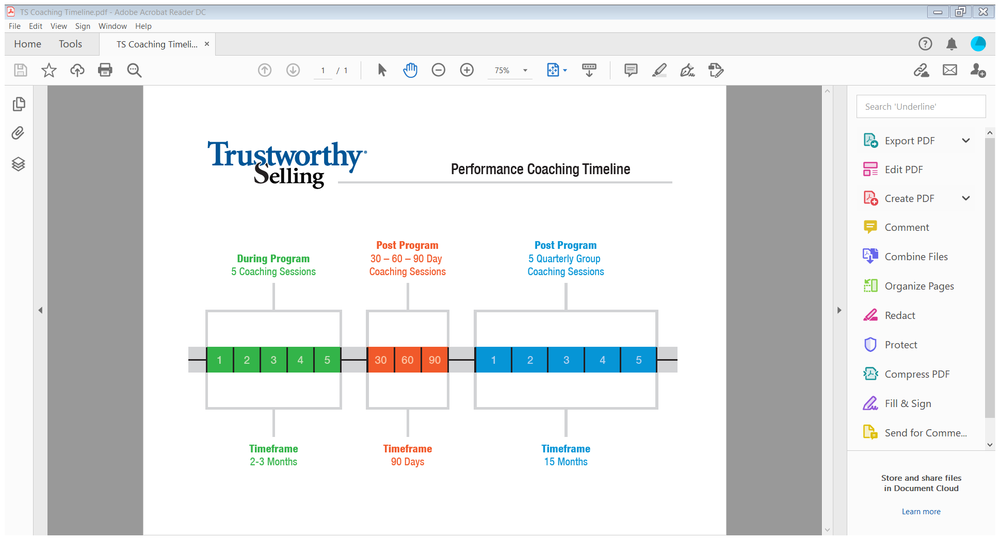 TS Coaching Timeline.pdf - Adobe Acrobat Reader DC
File Edit View Sign Window Help
Home Tools TS Coaching Timeli... ×
1 / 1 75%
Search 'Underline'
Export PDF
Edit PDF
Create PDF
Comment
Combine Files
Organize Pages
Redact
Protect
Compress PDF
Fill & Sign
Send for Comme...
Store and share files
in Document Cloud
Learn more
Trustworthy®
Selling
Performance Coaching Timeline
During Program
5 Coaching Sessions
Post Program
30 – 60 – 90 Day
Coaching Sessions
Post Program
5 Quarterly Group
Coaching Sessions
1 2 3 4 5 30 60 90 1 2 3 4 5
Timeframe
2-3 Months
Timeframe
90 Days
Timeframe
15 Months